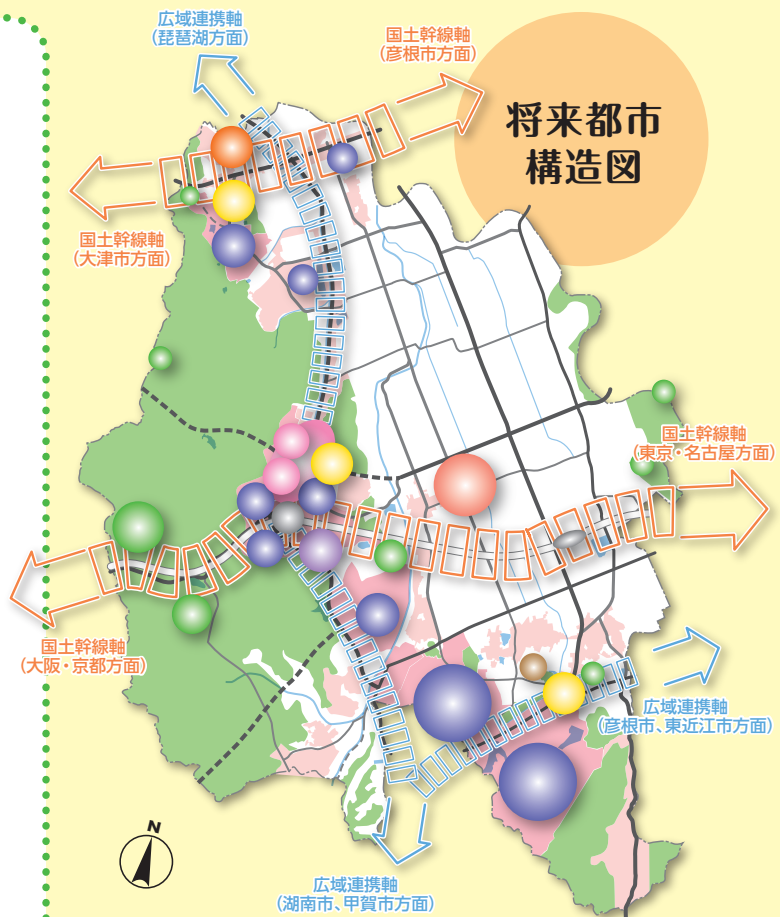 広域連携軸
(琵琶湖方面)
国土幹線軸
(彦根市方面)
将来都市
構造図
国土幹線軸
(大津市方面)
国土幹線軸
(東京・名古屋方面)
国土幹線軸
(大阪・京都方面)
広域連携軸
(彦根市、東近江市方面)
N
広域連携軸
(湖南市、甲賀市方面)